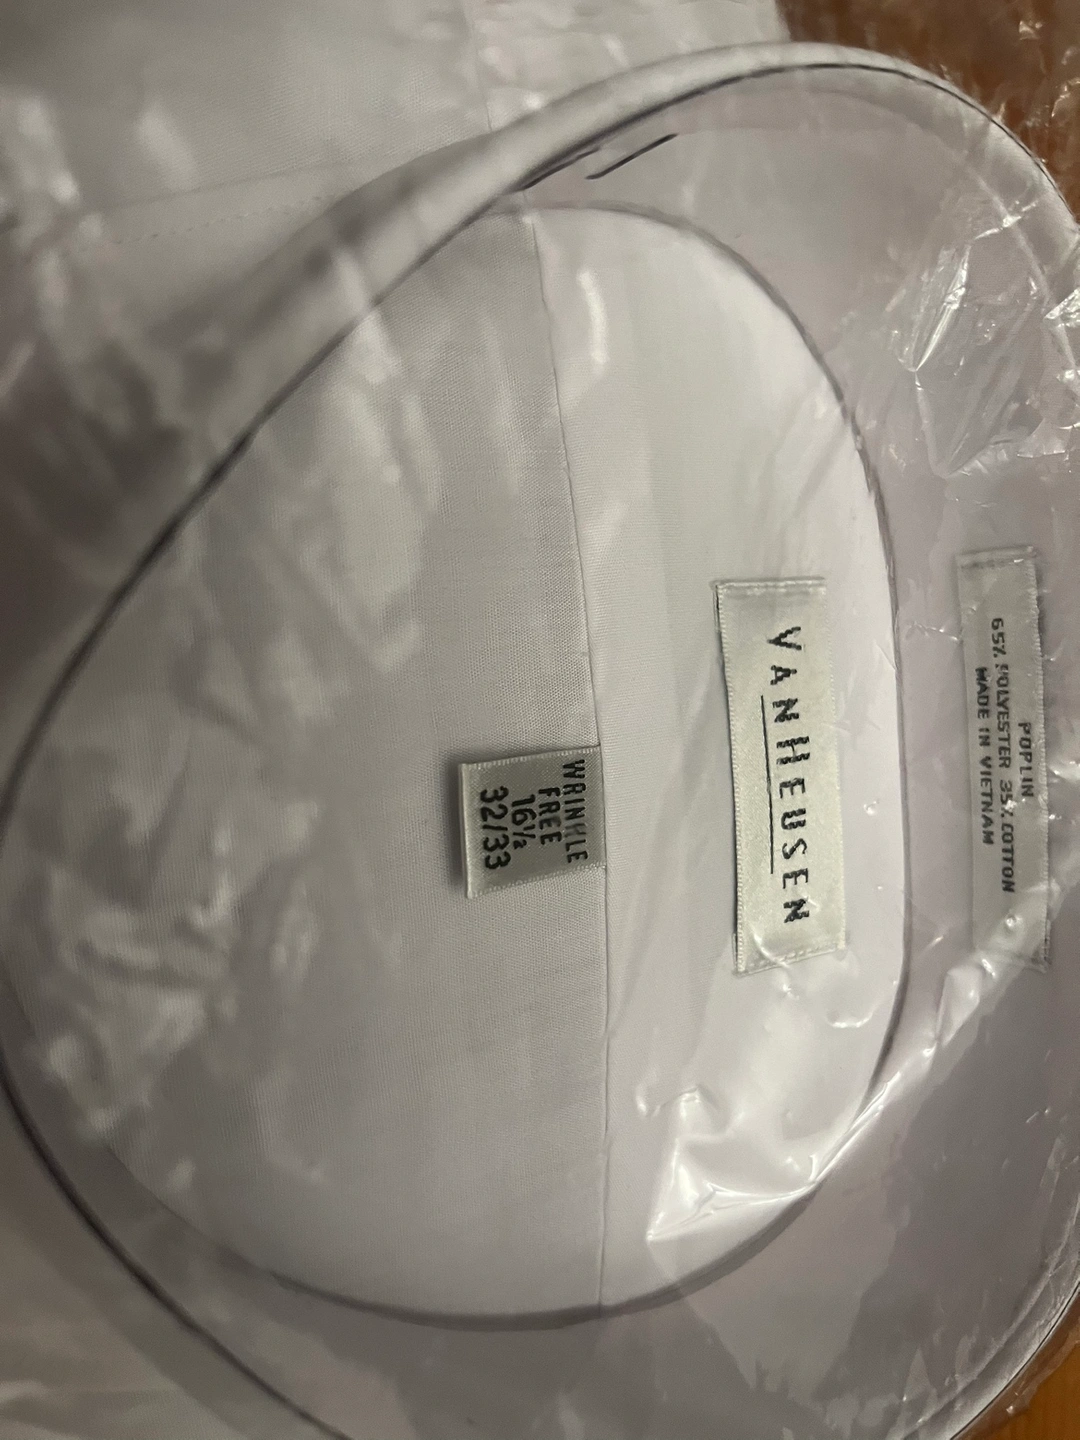 POPLIN
65% POLYESTER 35% COTTON
MADE IN VIETNAM
VANHEUSEN
WRINKLE
FREE
16½
32/33